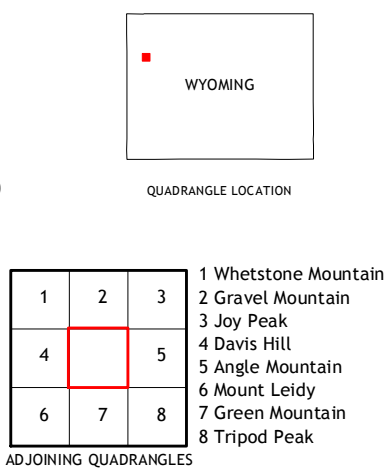 WYOMING
QUADRANGLE LOCATION
1 2 3
4 5
6 7 8
ADJOINING QUADRANGLES
1 Whetstone Mountain
2 Gravel Mountain
3 Joy Peak
4 Davis Hill
5 Angle Mountain
6 Mount Leidy
7 Green Mountain
8 Tripod Peak